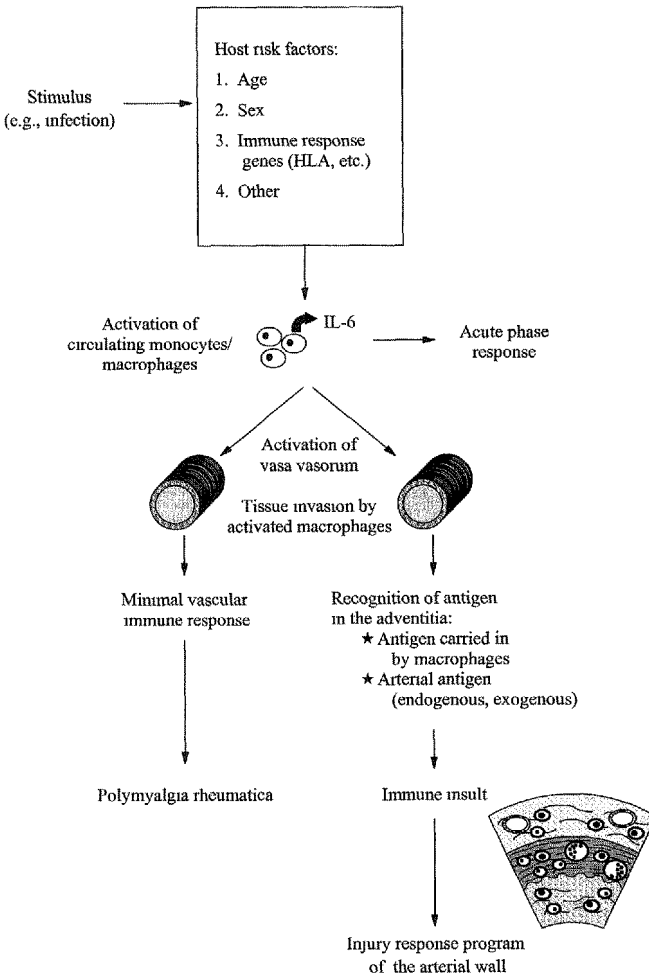 Host risk factors:
1. Age
2. Sex
3. Immune response
genes (HLA, etc.)
4. Other
Stimulus
(e.g., infection)
Activation of
circulating monocytes/
macrophages
IL-6
Acute phase
response
Activation of
vasa vasorum
Tissue invasion by
activated macrophages
Minimal vascular
immune response
Recognition of antigen
in the adventitia:
★ Antigen carried in
by macrophages
★ Arterial antigen
(endogenous, exogenous)
Polymyalgia rheumatica
Immune insult
Injury response program
of the arterial wall